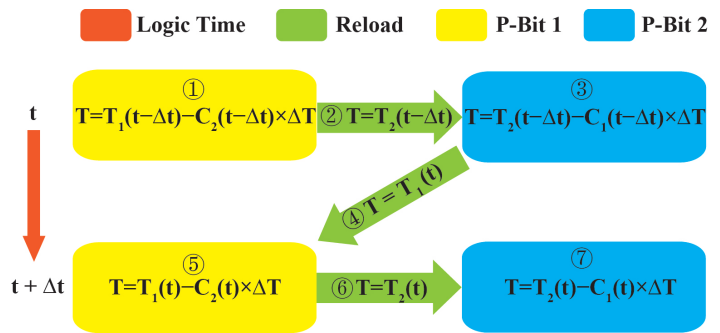 Logic Time
Reload
P-Bit 1
P-Bit 2
t
①
T=T₁(t−Δt)−C₂(t−Δt)×ΔT
② T=T₂(t−Δt)
③
T=T₂(t−Δt)−C₁(t−Δt)×ΔT
④ T = T₁(t)
t + Δt
⑤
T=T₁(t)−C₂(t)×ΔT
⑥ T=T₂(t)
⑦
T=T₂(t)−C₁(t)×ΔT